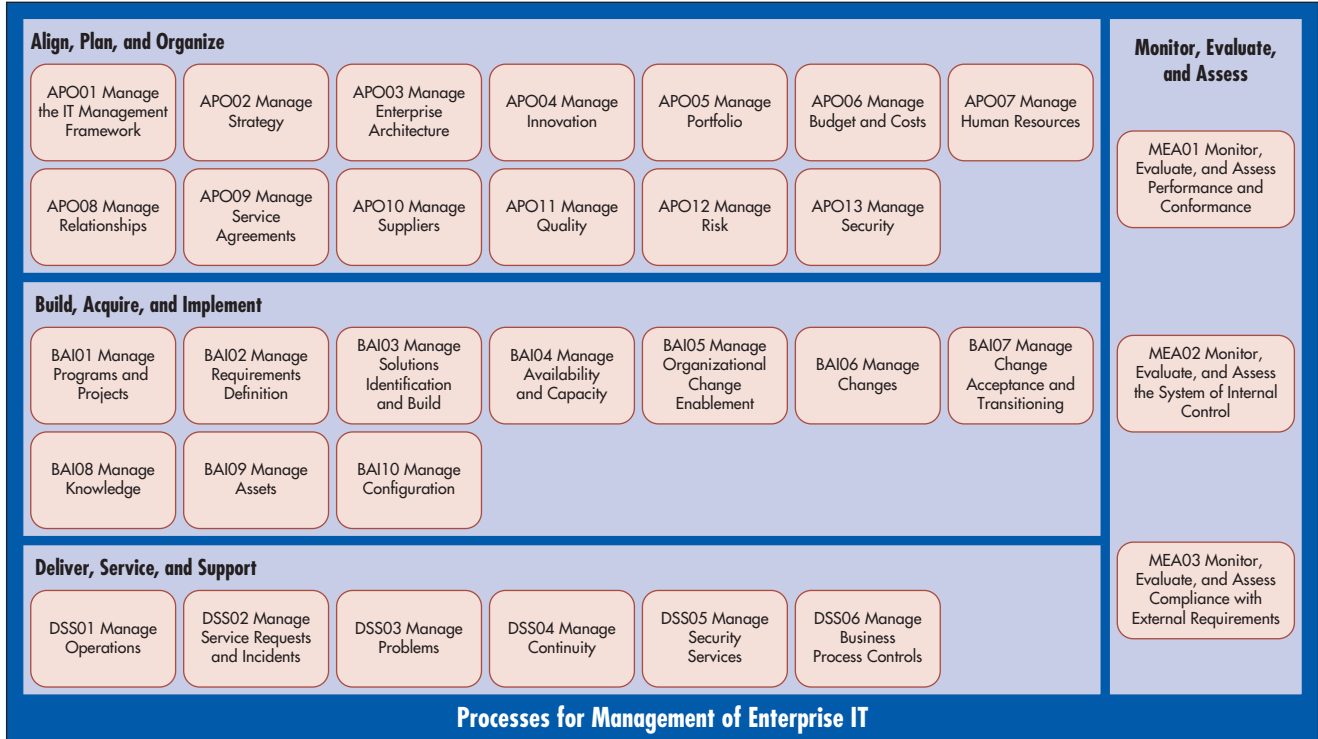 Align, Plan, and Organize
APO01 Manage
the IT Management
Framework
APO02 Manage
Strategy
APO03 Manage
Enterprise
Architecture
APO04 Manage
Innovation
APO05 Manage
Portfolio
APO06 Manage
Budget and Costs
APO07 Manage
Human Resources
APO08 Manage
Relationships
APO09 Manage
Service
Agreements
APO10 Manage
Suppliers
APO11 Manage
Quality
APO12 Manage
Risk
APO13 Manage
Security
Build, Acquire, and Implement
BAI01 Manage
Programs and
Projects
BAI02 Manage
Requirements
Definition
BAI03 Manage
Solutions
Identification
and Build
BAI04 Manage
Availability
and Capacity
BAI05 Manage
Organizational
Change
Enablement
BAI06 Manage
Changes
BAI07 Manage
Change
Acceptance and
Transitioning
BAI08 Manage
Knowledge
BAI09 Manage
Assets
BAI10 Manage
Configuration
Deliver, Service, and Support
DSS01 Manage
Operations
DSS02 Manage
Service Requests
and Incidents
DSS03 Manage
Problems
DSS04 Manage
Continuity
DSS05 Manage
Security
Services
DSS06 Manage
Business
Process Controls
Monitor, Evaluate,
and Assess
MEA01 Monitor,
Evaluate, and Assess
Performance and
Conformance
MEA02 Monitor,
Evaluate, and Assess
the System of Internal
Control
MEA03 Monitor,
Evaluate, and Assess
Compliance with
External Requirements
Processes for Management of Enterprise IT